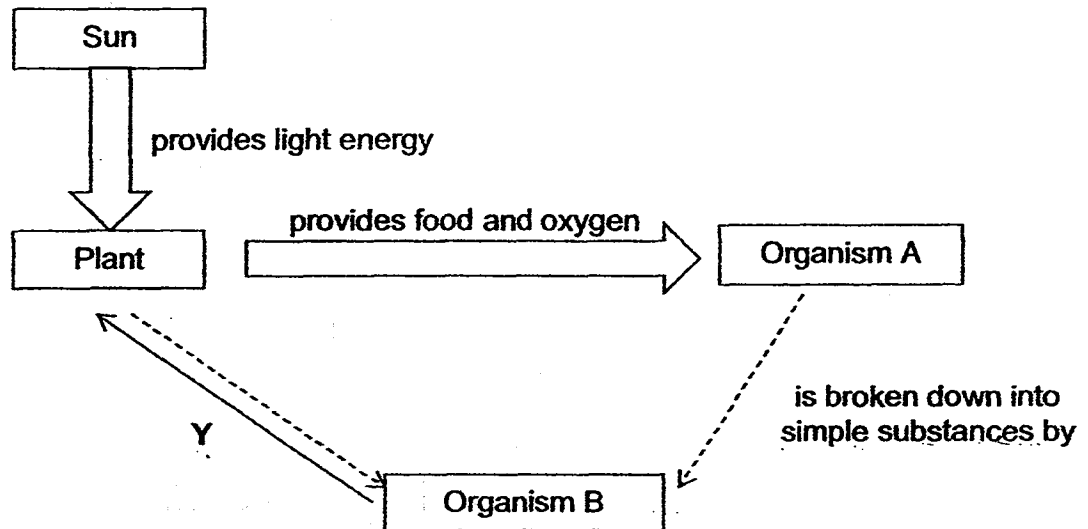 Sun
provides light energy
provides food and oxygen
Plant
Organism A
is broken down into
simple substances by
Y
Organism B